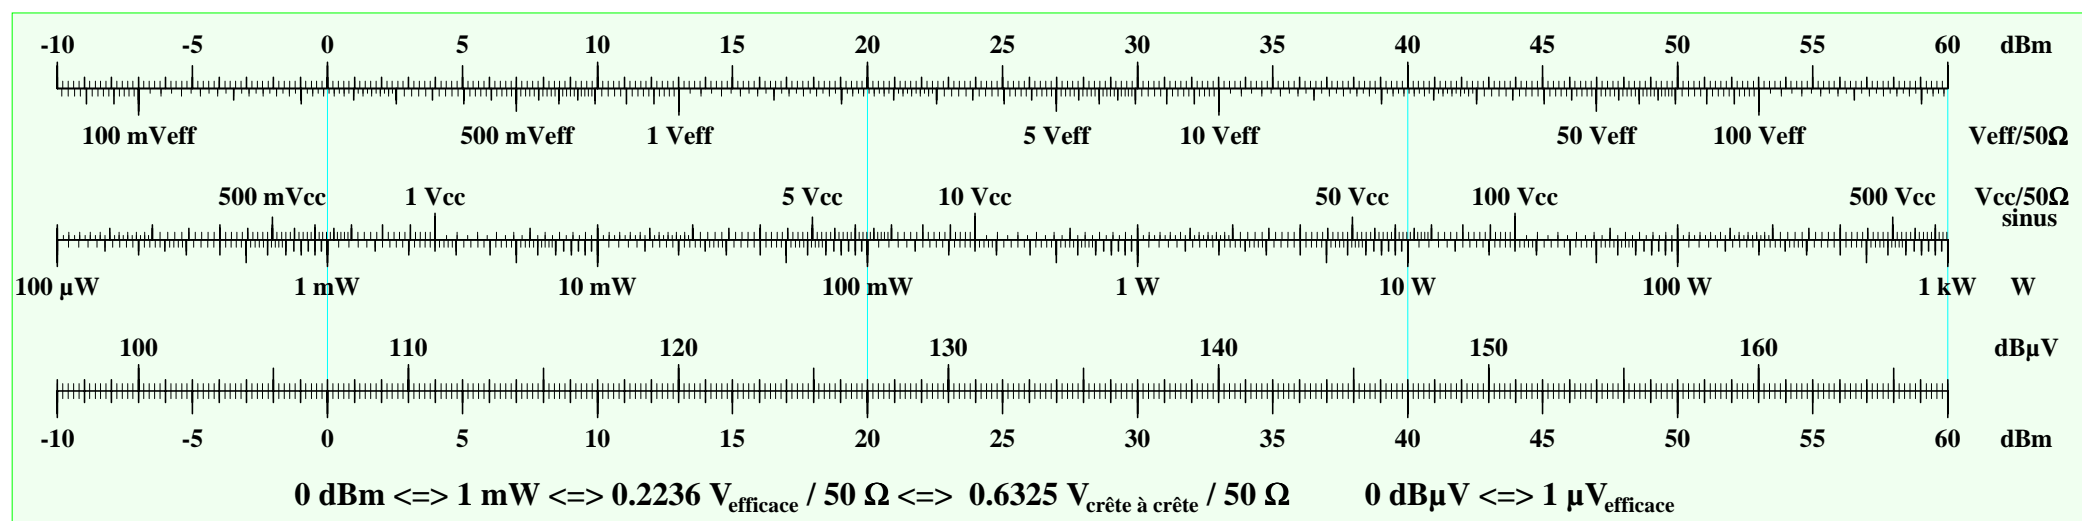 -10 -5 0 5 10 15 20 25 30 35 40 45 50 55 60 dBm
100 mVeff 500 mVeff 1 Veff 5 Veff 10 Veff 50 Veff 100 Veff Veff/50Ω
500 mVcc 1 Vcc 5 Vcc 10 Vcc 50 Vcc 100 Vcc 500 Vcc Vcc/50Ω
sinus
100 µW 1 mW 10 mW 100 mW 1 W 10 W 100 W 1 kW W
100 110 120 130 140 150 160 dBµV
-10 -5 0 5 10 15 20 25 30 35 40 45 50 55 60 dBm
0 dBm <=> 1 mW <=> 0.2236 Vefficace / 50 Ω <=> 0.6325 Vcrête à crête / 50 Ω 0 dBµV <=> 1 µVefficace